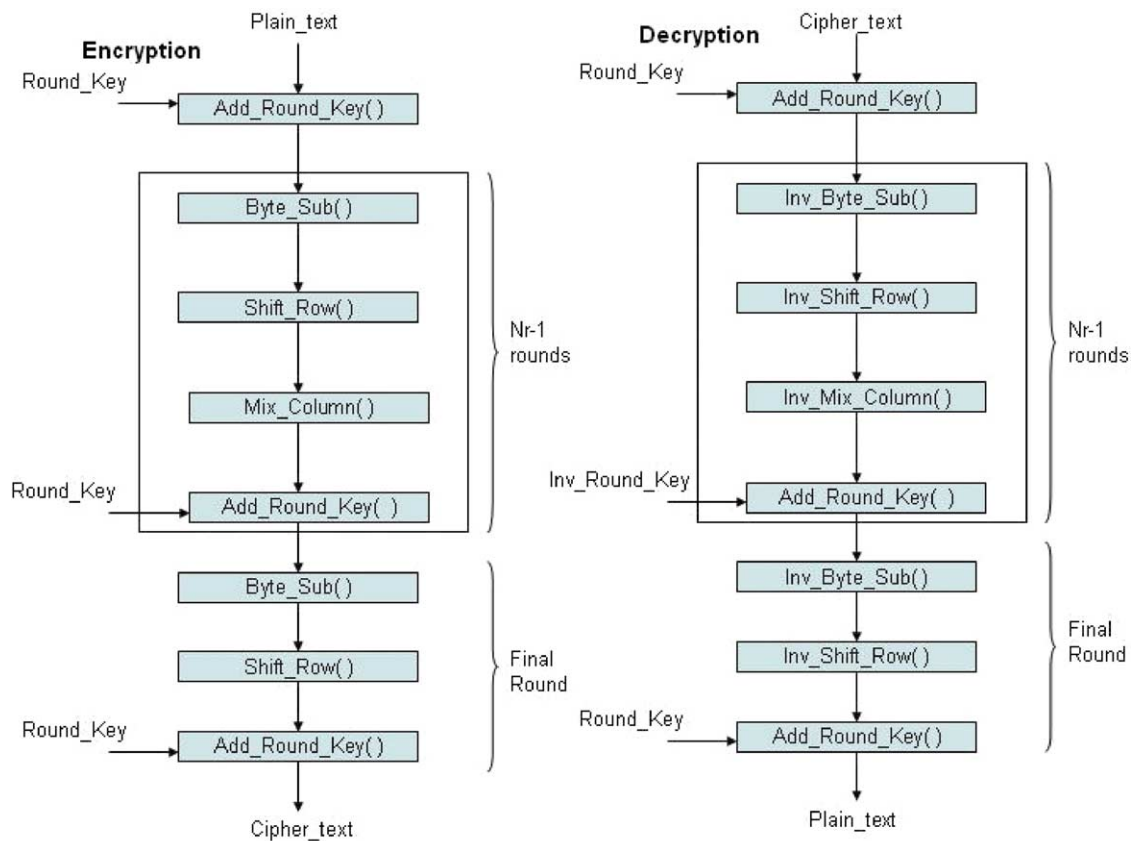 Plain_text
Encryption
Round_Key
Add_Round_Key()
Byte_Sub()
Shift_Row()
Mix_Column()
Nr-1
rounds
Round_Key
Add_Round_Key( )
Byte_Sub()
Shift_Row()
Final
Round
Round_Key
Add_Round_Key()
Cipher_text
Cipher_text
Decryption
Round_Key
Add_Round_Key()
Inv_Byte_Sub()
Inv_Shift_Row()
Inv_Mix_Column()
Nr-1
rounds
Inv_Round_Key
Add_Round_Key( )
Inv_Byte_Sub()
Inv_Shift_Row()
Final
Round
Round_Key
Add_Round_Key()
Plain_text